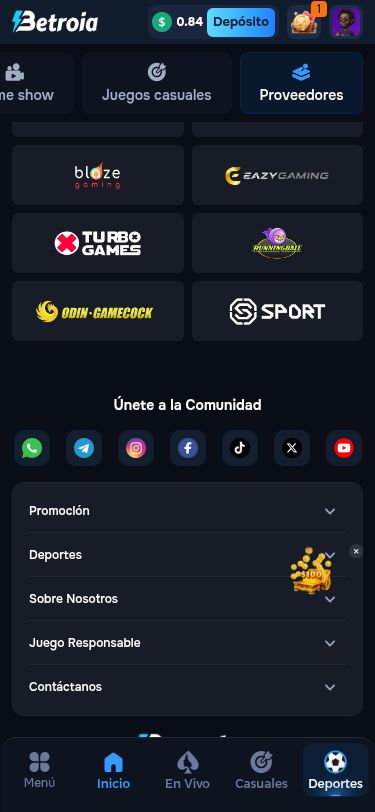 Betroia
$ 0.84 Depósito
1
me show
Juegos casuales
Proveedores
blaze
gaming
EAZYGAMING
TURBO
GAMES
RUNNINGBALL
ODIN·GAMECOCK
S SPORT
Únete a la Comunidad
Promoción
Deportes
$100
Sobre Nosotros
Juego Responsable
Contáctanos
Menú
Inicio
En Vivo
Casuales
Deportes